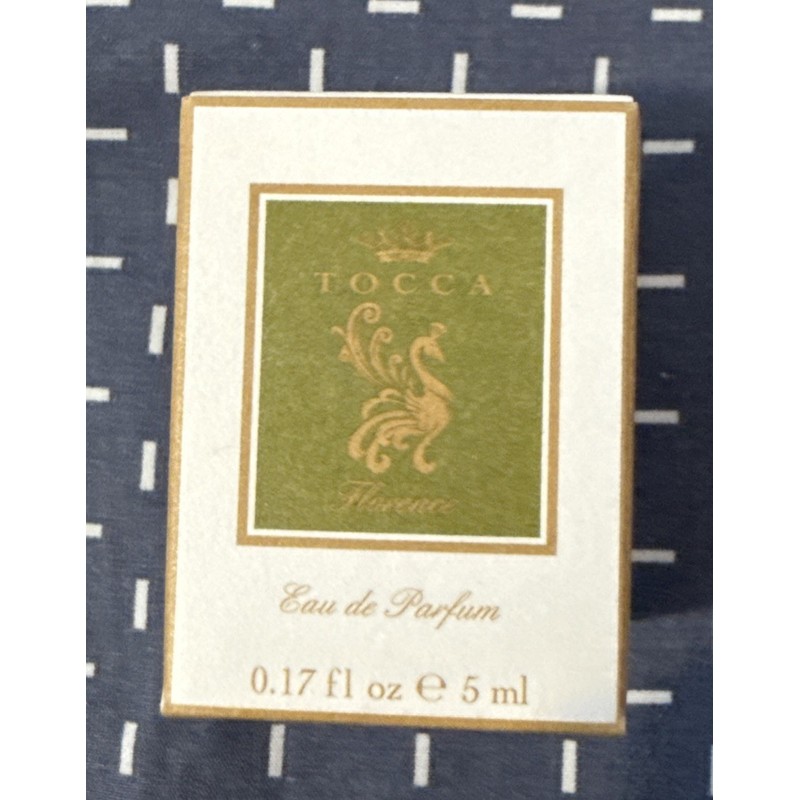 TOCCA
Florence
Eau de Parfum
0.17 fl oz ℮ 5 ml